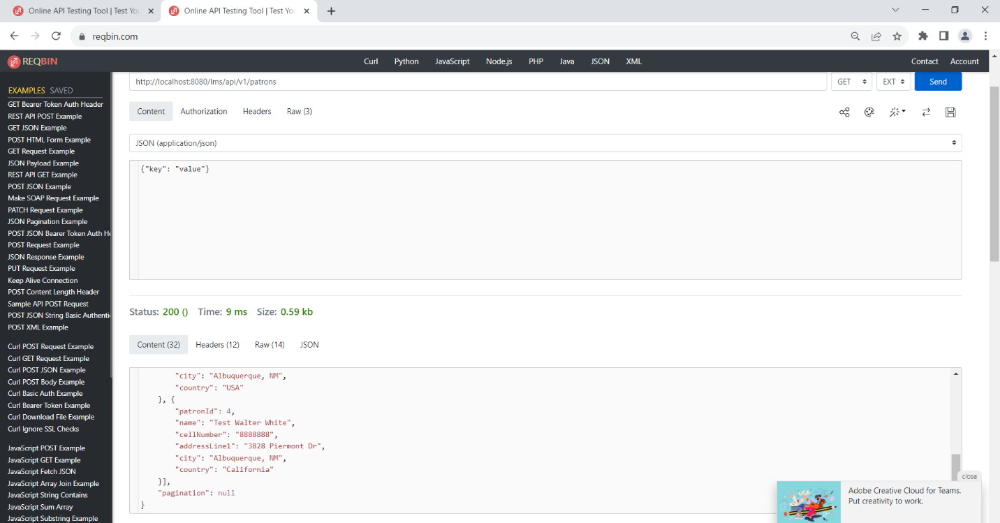 Online API Testing Tool | Test Yo
Online API Testing Tool | Test Yo
reqbin.com
REQBIN
Curl Python JavaScript Node.js PHP Java JSON XML
Contact Account
http://localhost:8080/lms/api/v1/patrons
GET
EXT
Send
EXAMPLES SAVED
GET Bearer Token Auth Header
REST API POST Example
GET JSON Example
POST HTML Form Example
GET Request Example
JSON Payload Example
REST API GET Example
POST JSON Example
Make SOAP Request Example
PATCH Request Example
JSON Pagination Example
POST JSON Bearer Token Auth He
POST Request Example
JSON Response Example
PUT Request Example
Keep Alive Connection
POST Content Length Header
Sample API POST Request
POST JSON String Basic Authenti
POST XML Example
Curl POST Request Example
Curl GET Request Example
Curl POST JSON Example
Curl POST Body Example
Curl Basic Auth Example
Curl Bearer Token Example
Curl Download File Example
Curl Ignore SSL Checks
JavaScript POST Example
JavaScript GET Example
JavaScript Fetch JSON
JavaScript Array Join Example
JavaScript String Contains
JavaScript Sum Array
JavaScript Substring Example
Content Authorization Headers Raw (3)
JSON (application/json)
{"key": "value"}
Status: 200 () Time: 9 ms Size: 0.59 kb
Content (32) Headers (12) Raw (14) JSON
"city": "Albuquerque, NM",
"country": "USA"
}, {
"patronId": 4,
"name": "Test Walter White",
"cellNumber": "8888888",
"addressLine1": "3828 Piermont Dr",
"city": "Albuquerque, NM",
"country": "California"
}],
"pagination": null
}
close
Adobe Creative Cloud for Teams.
Put creativity to work.